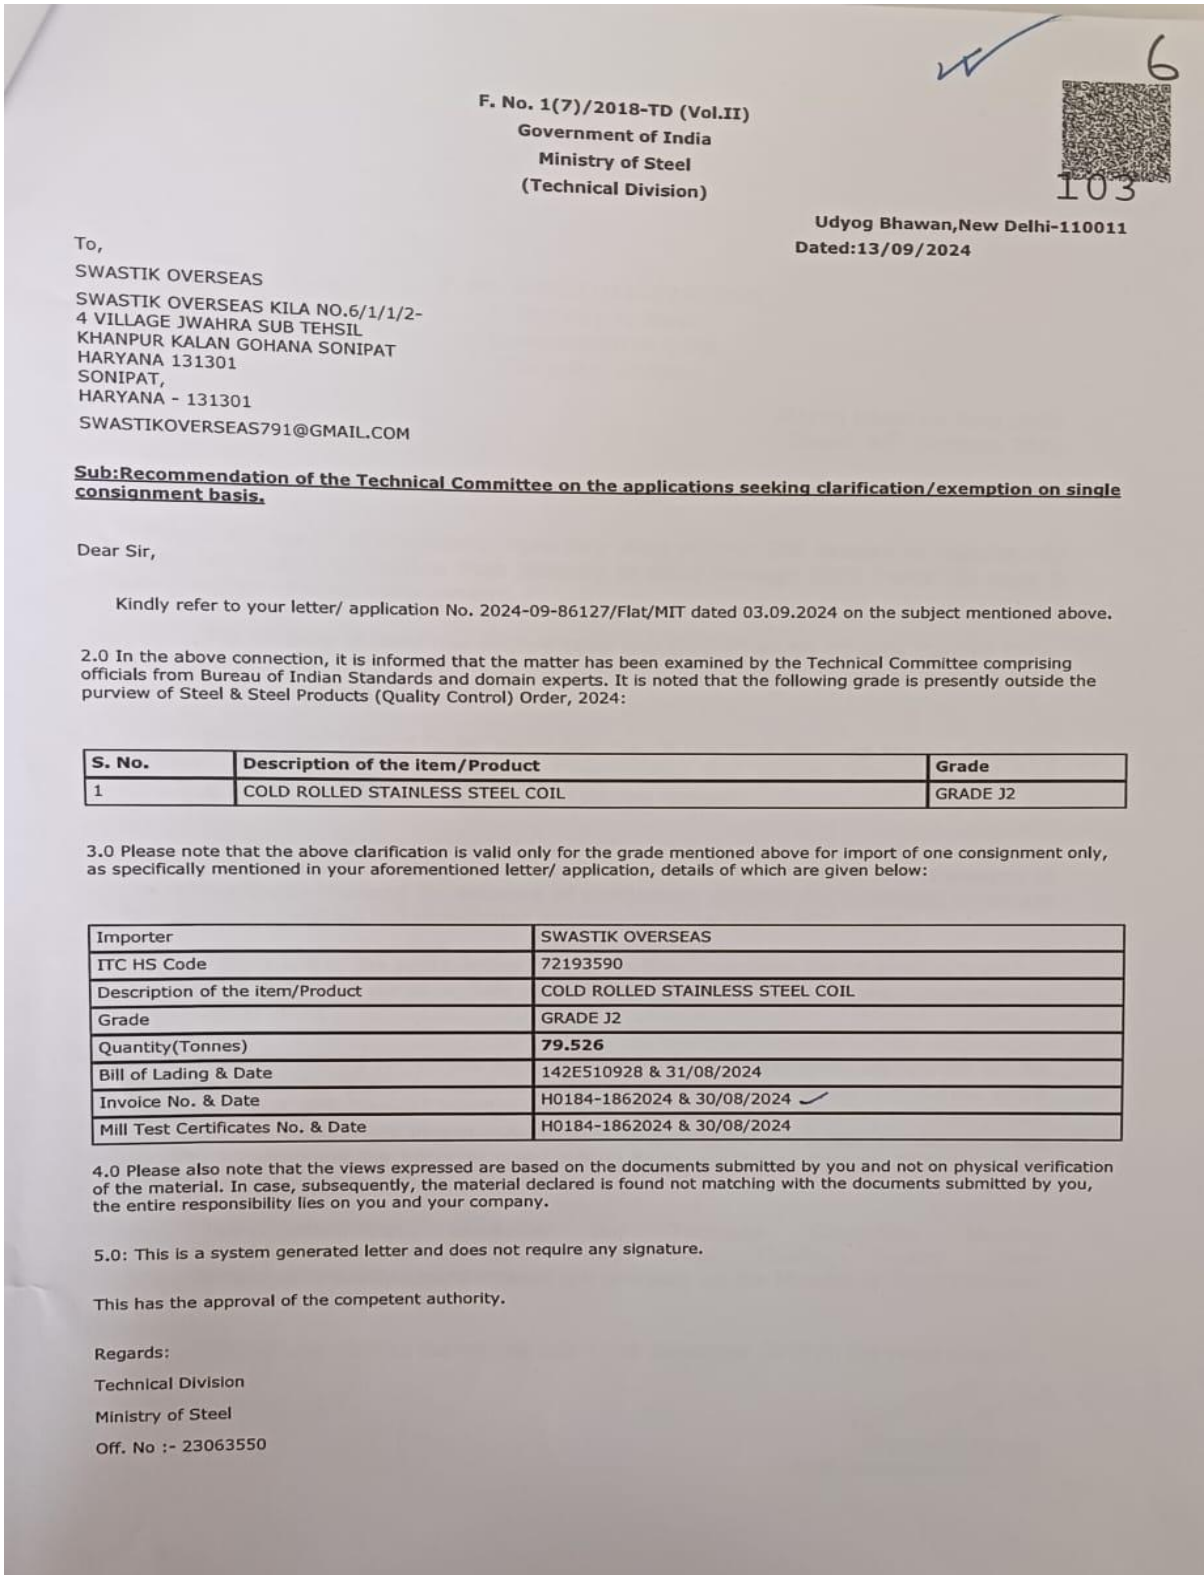 6
F. No. 1(7)/2018-TD (Vol.II)
Government of India
Ministry of Steel
(Technical Division)
103
Udyog Bhawan,New Delhi-110011
Dated:13/09/2024
To,
SWASTIK OVERSEAS
SWASTIK OVERSEAS KILA NO.6/1/1/2-
4 VILLAGE JWAHRA SUB TEHSIL
KHANPUR KALAN GOHANA SONIPAT
HARYANA 131301
SONIPAT,
HARYANA - 131301
SWASTIKOVERSEAS791@GMAIL.COM
Sub:Recommendation of the Technical Committee on the applications seeking clarification/exemption on single
consignment basis.
Dear Sir,
Kindly refer to your letter/ application No. 2024-09-86127/Flat/MIT dated 03.09.2024 on the subject mentioned above.
2.0 In the above connection, it is informed that the matter has been examined by the Technical Committee comprising
officials from Bureau of Indian Standards and domain experts. It is noted that the following grade is presently outside the
purview of Steel & Steel Products (Quality Control) Order, 2024:
S. No. Description of the item/Product Grade
1 COLD ROLLED STAINLESS STEEL COIL GRADE J2
3.0 Please note that the above clarification is valid only for the grade mentioned above for import of one consignment only,
as specifically mentioned in your aforementioned letter/ application, details of which are given below:
Importer SWASTIK OVERSEAS
ITC HS Code 72193590
Description of the item/Product COLD ROLLED STAINLESS STEEL COIL
Grade GRADE J2
Quantity(Tonnes) 79.526
Bill of Lading & Date 142E510928 & 31/08/2024
Invoice No. & Date H0184-1862024 & 30/08/2024
Mill Test Certificates No. & Date H0184-1862024 & 30/08/2024
4.0 Please also note that the views expressed are based on the documents submitted by you and not on physical verification
of the material. In case, subsequently, the material declared is found not matching with the documents submitted by you,
the entire responsibility lies on you and your company.
5.0: This is a system generated letter and does not require any signature.
This has the approval of the competent authority.
Regards:
Technical Division
Ministry of Steel
Off. No :- 23063550